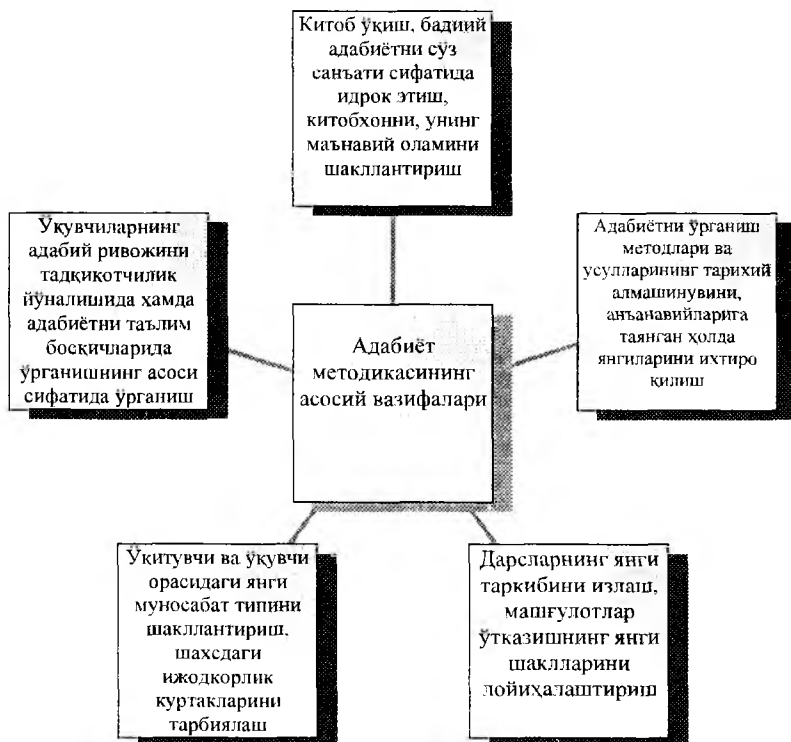 Китоб ўқиш, бадиий
адабиётни сўз
санъати сифатида
идрок этиш,
китобхонни, унинг
маънавий оламини
шакллантириш
Ўқувчиларнинг
адабий ривожини
тадқиқотчилик
йўналишида ҳамда
адабиётни таълим
босқичларида
ўрганишнинг асоси
сифатида ўрганиш
Адабиётни ўрганиш
методлари ва
усулларининг тарихий
алмашинувини,
анъанавийларига
таянган ҳолда
янгиларини ихтиро
қилиш
Адабиёт
методикасининг
асосий вазифалари
Ўқитувчи ва ўқувчи
орасидаги янги
муносабат типини
шакллантириш,
шахсдаги
ижодкорлик
куртакларини
тарбиялаш
Дарсларнинг янги
таркибини излаш,
машғулотлар
ўтказишнинг янги
шаклларини
лойиҳалаштириш